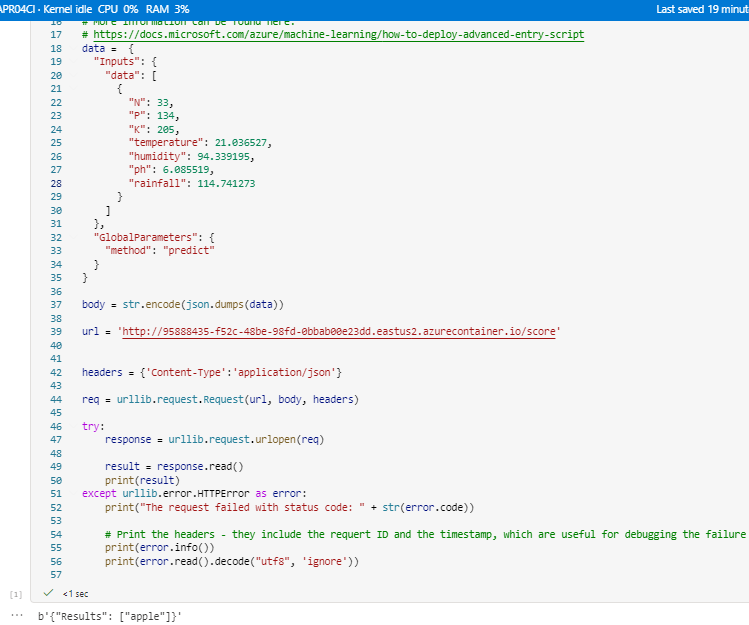 APR04CI · Kernel idle CPU 0% RAM 3% Last saved 19 minut
16 # More information can be found here:
17 # https://docs.microsoft.com/azure/machine-learning/how-to-deploy-advanced-entry-script
18 data =  {
19   "Inputs": {
20     "data": [
21       {
22         "N": 33,
23         "P": 134,
24         "K": 205,
25         "temperature": 21.036527,
26         "humidity": 94.339195,
27         "ph": 6.085519,
28         "rainfall": 114.741273
29       }
30     ]
31   },
32   "GlobalParameters": {
33     "method": "predict"
34   }
35 }
36
37 body = str.encode(json.dumps(data))
38
39 url = 'http://95888435-f52c-48be-98fd-0bbab00e23dd.eastus2.azurecontainer.io/score'
40
41
42 headers = {'Content-Type':'application/json'}
43
44 req = urllib.request.Request(url, body, headers)
45
46 try:
47     response = urllib.request.urlopen(req)
48
49     result = response.read()
50     print(result)
51 except urllib.error.HTTPError as error:
52     print("The request failed with status code: " + str(error.code))
53
54     # Print the headers - they include the requert ID and the timestamp, which are useful for debugging the failure
55     print(error.info())
56     print(error.read().decode("utf8", 'ignore'))
57
[1] ✓ <1 sec
··· b'{"Results": ["apple"]}'